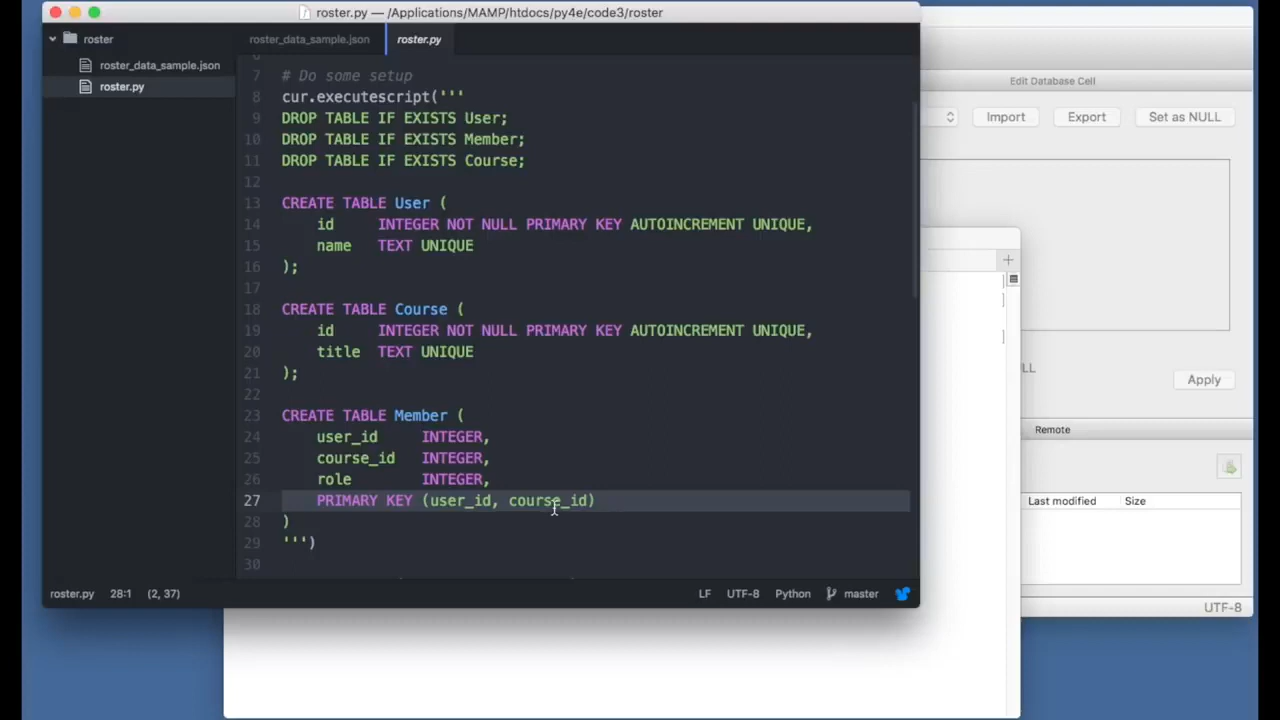 roster.py — /Applications/MAMP/htdocs/py4e/code3/roster
roster
roster_data_sample.json
roster.py
roster_data_sample.json
roster.py
7 # Do some setup
8 cur.executescript('''
9 DROP TABLE IF EXISTS User;
10 DROP TABLE IF EXISTS Member;
11 DROP TABLE IF EXISTS Course;
12
13 CREATE TABLE User (
14     id     INTEGER NOT NULL PRIMARY KEY AUTOINCREMENT UNIQUE,
15     name   TEXT UNIQUE
16 );
17
18 CREATE TABLE Course (
19     id     INTEGER NOT NULL PRIMARY KEY AUTOINCREMENT UNIQUE,
20     title  TEXT UNIQUE
21 );
22
23 CREATE TABLE Member (
24     user_id     INTEGER,
25     course_id   INTEGER,
26     role        INTEGER,
27     PRIMARY KEY (user_id, course_id)
28 )
29 ''')
30
roster.py 28:1 (2, 37) LF UTF-8 Python master
Edit Database Cell
Import Export Set as NULL
Apply
Remote
Last modified Size
UTF-8